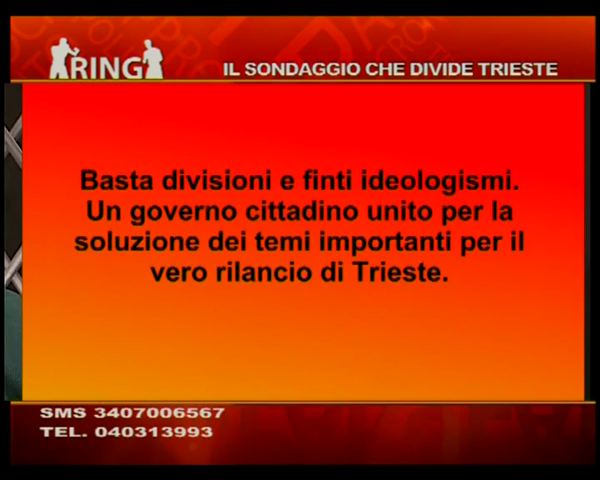 RING
IL SONDAGGIO CHE DIVIDE TRIESTE
Basta divisioni e finti ideologismi.
Un governo cittadino unito per la
soluzione dei temi importanti per il
vero rilancio di Trieste.
SMS 3407006567
TEL. 040313993